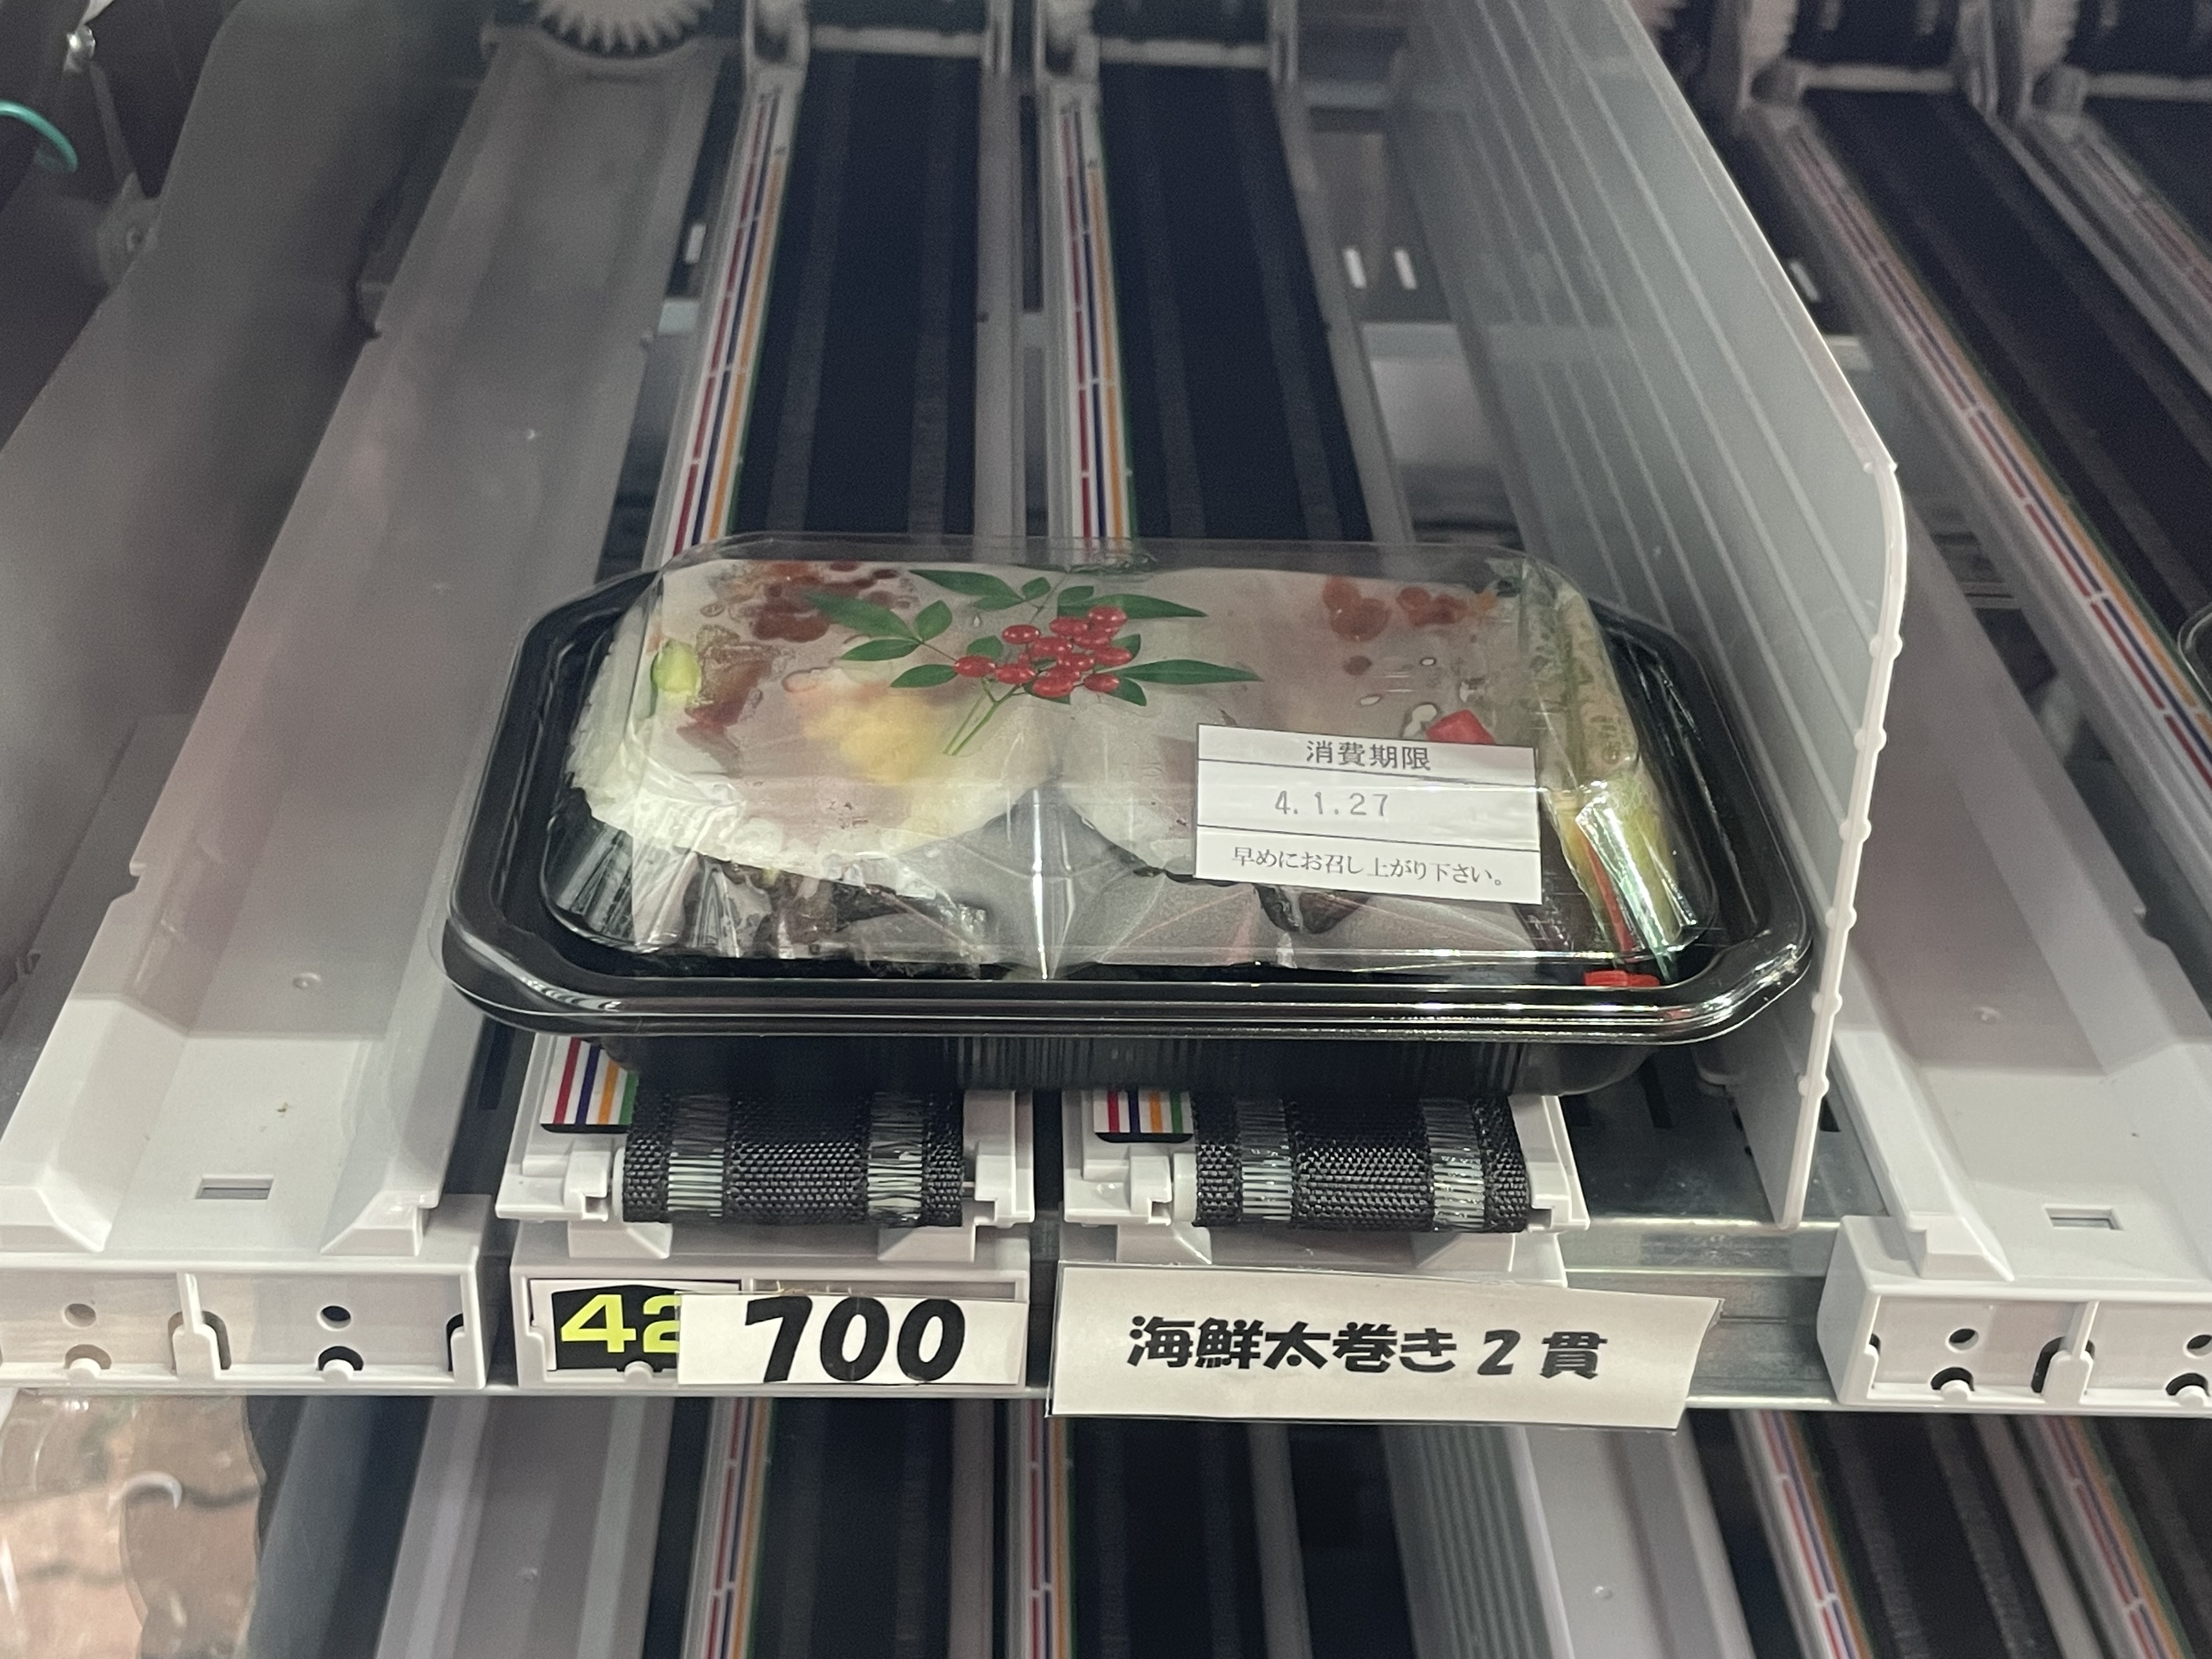 消費期限
4.1.27
早めにお召し上がり下さい。
42
700
海鮮太巻き2貫